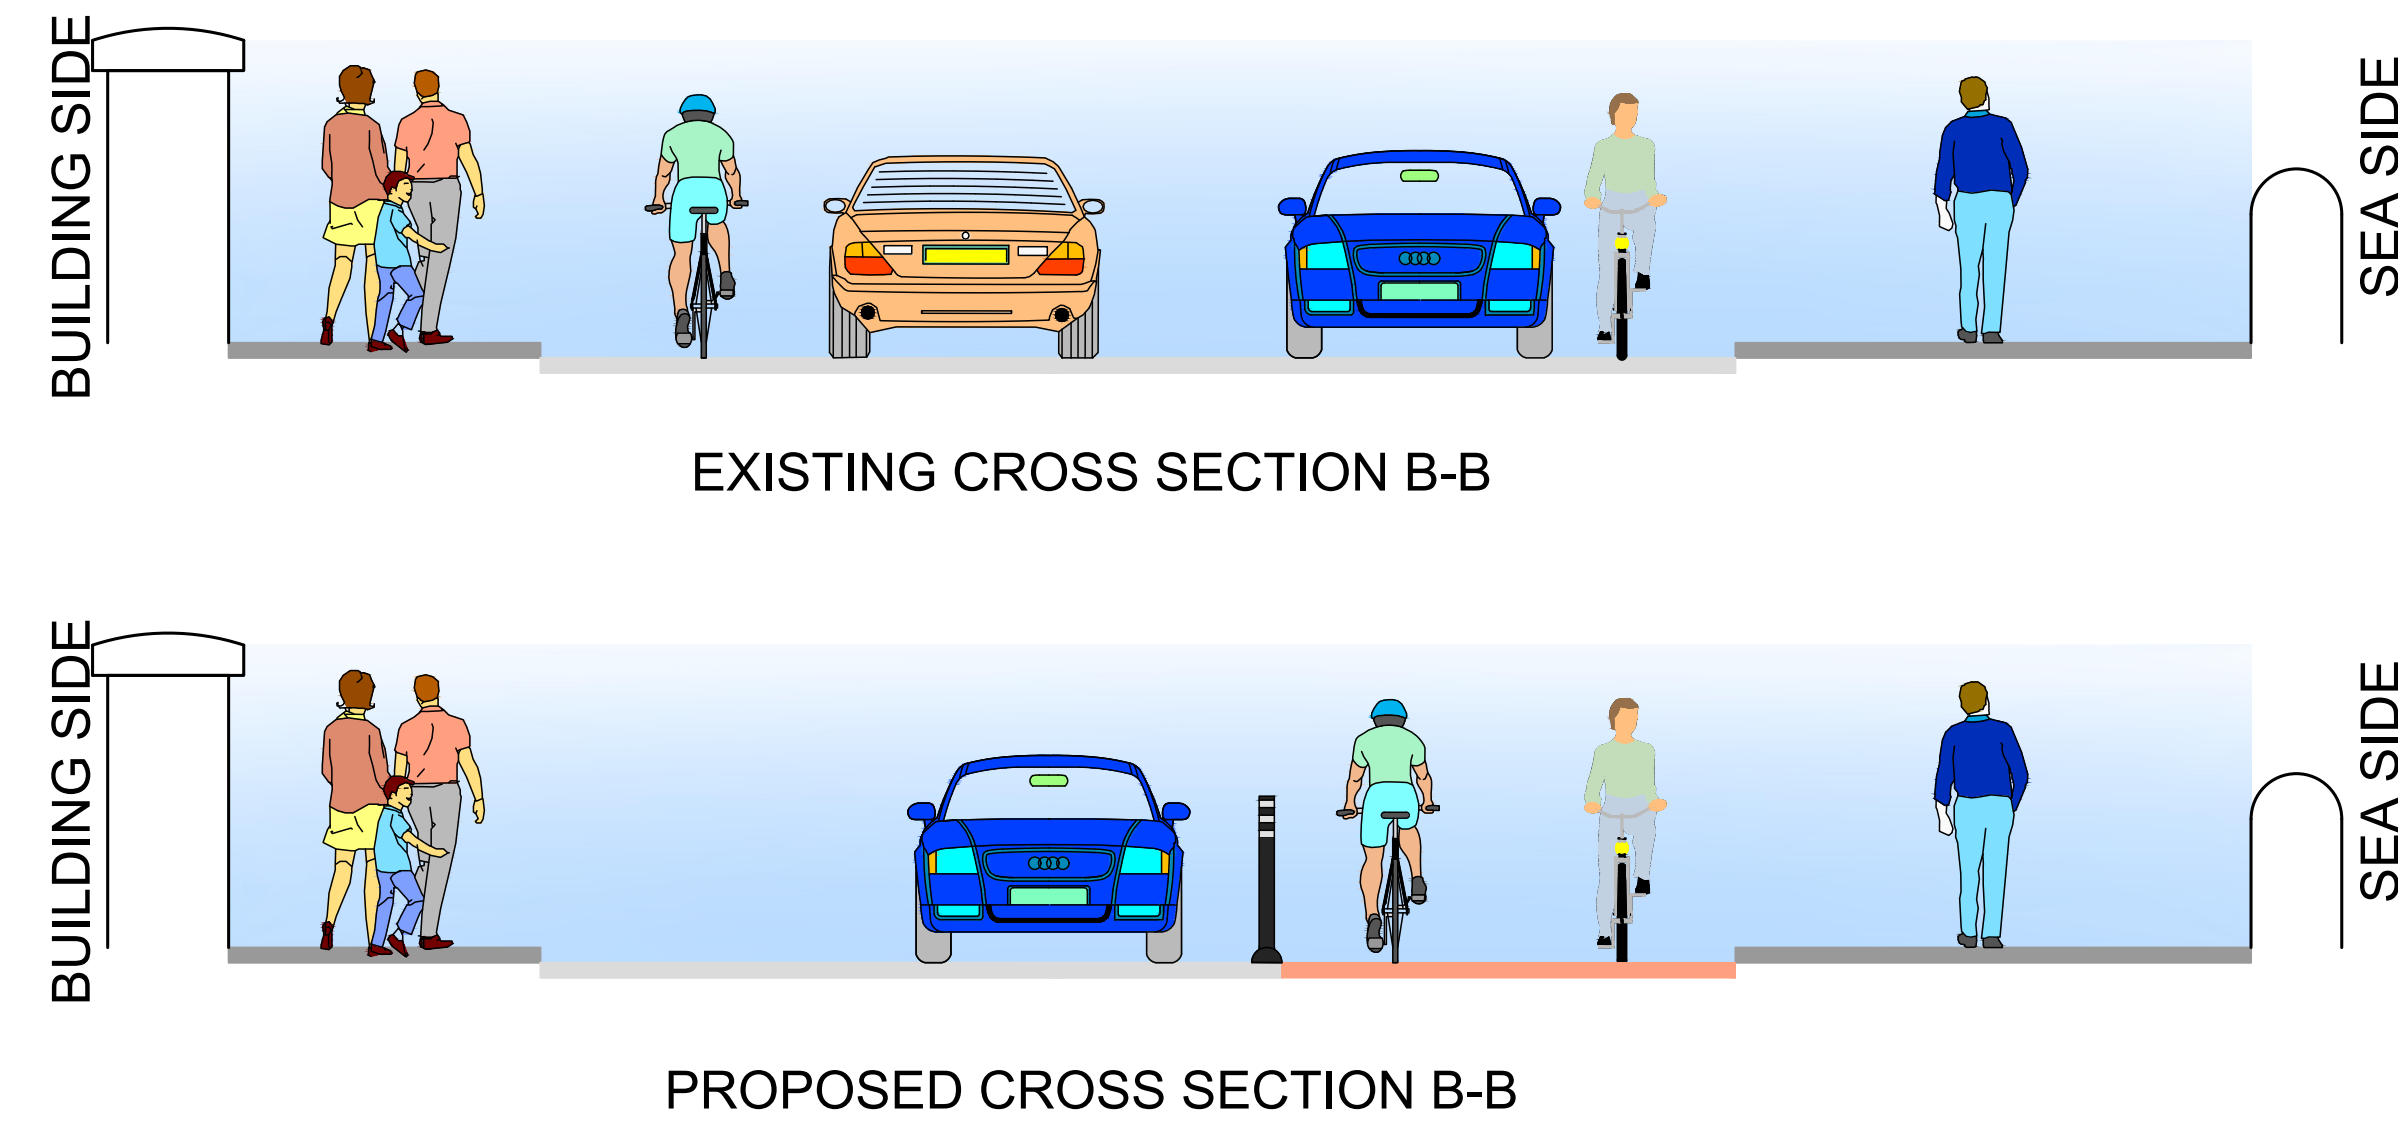 BUILDING SIDE
SEA SIDE
EXISTING CROSS SECTION B-B
BUILDING SIDE
SEA SIDE
PROPOSED CROSS SECTION B-B